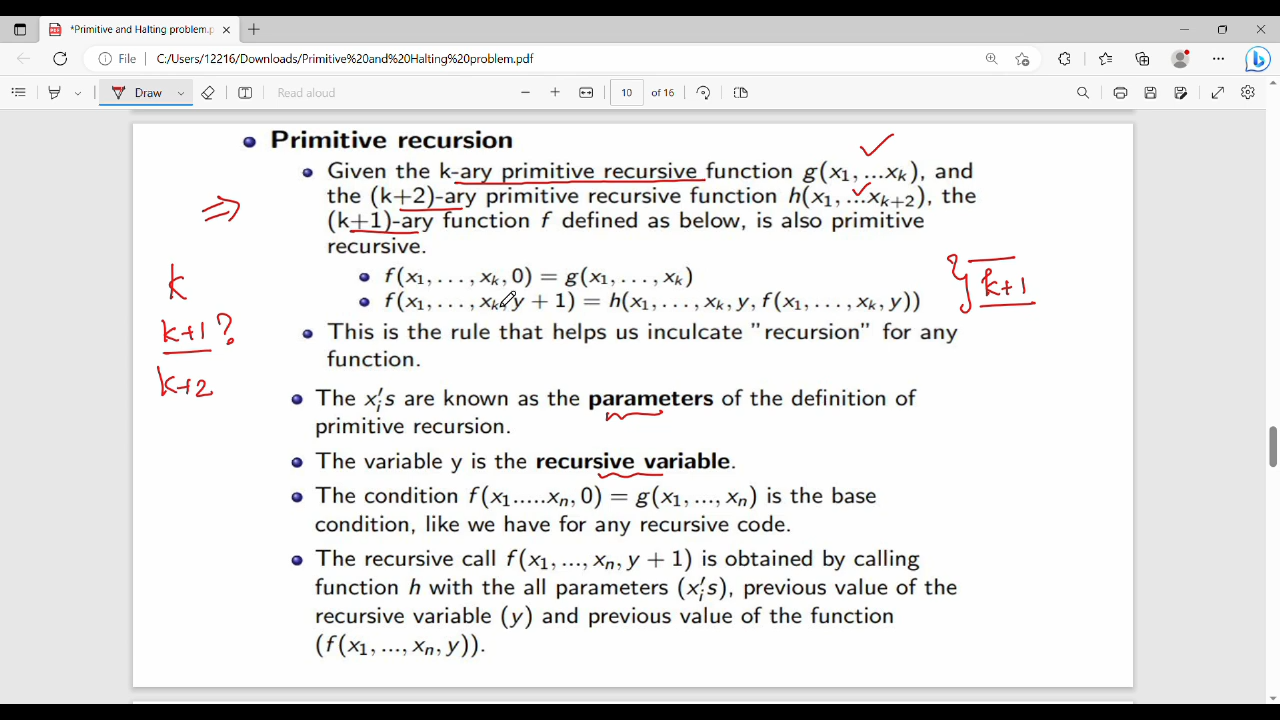 *Primitive and Halting problem.p
File C:/Users/12216/Downloads/Primitive%20and%20Halting%20problem.pdf
Draw Read aloud 10 of 16
Primitive recursion
Given the k-ary primitive recursive function g(x₁, ...xₖ), and
the (k+2)-ary primitive recursive function h(x₁, ...xₖ₊₂), the
(k+1)-ary function f defined as below, is also primitive
recursive.
f(x₁, . . . , xₖ, 0) = g(x₁, . . . , xₖ)
f(x₁, . . . , xₖ, y + 1) = h(x₁, . . . , xₖ, y, f(x₁, . . . , xₖ, y))
This is the rule that helps us inculcate "recursion" for any
function.
The xᵢ's are known as the parameters of the definition of
primitive recursion.
The variable y is the recursive variable.
The condition f(x₁.....xₙ, 0) = g(x₁, ..., xₙ) is the base
condition, like we have for any recursive code.
The recursive call f(x₁, ..., xₙ, y + 1) is obtained by calling
function h with the all parameters (xᵢ's), previous value of the
recursive variable (y) and previous value of the function
(f(x₁, ..., xₙ, y)).
⇒
k
k+1 ?
k+2
k+1